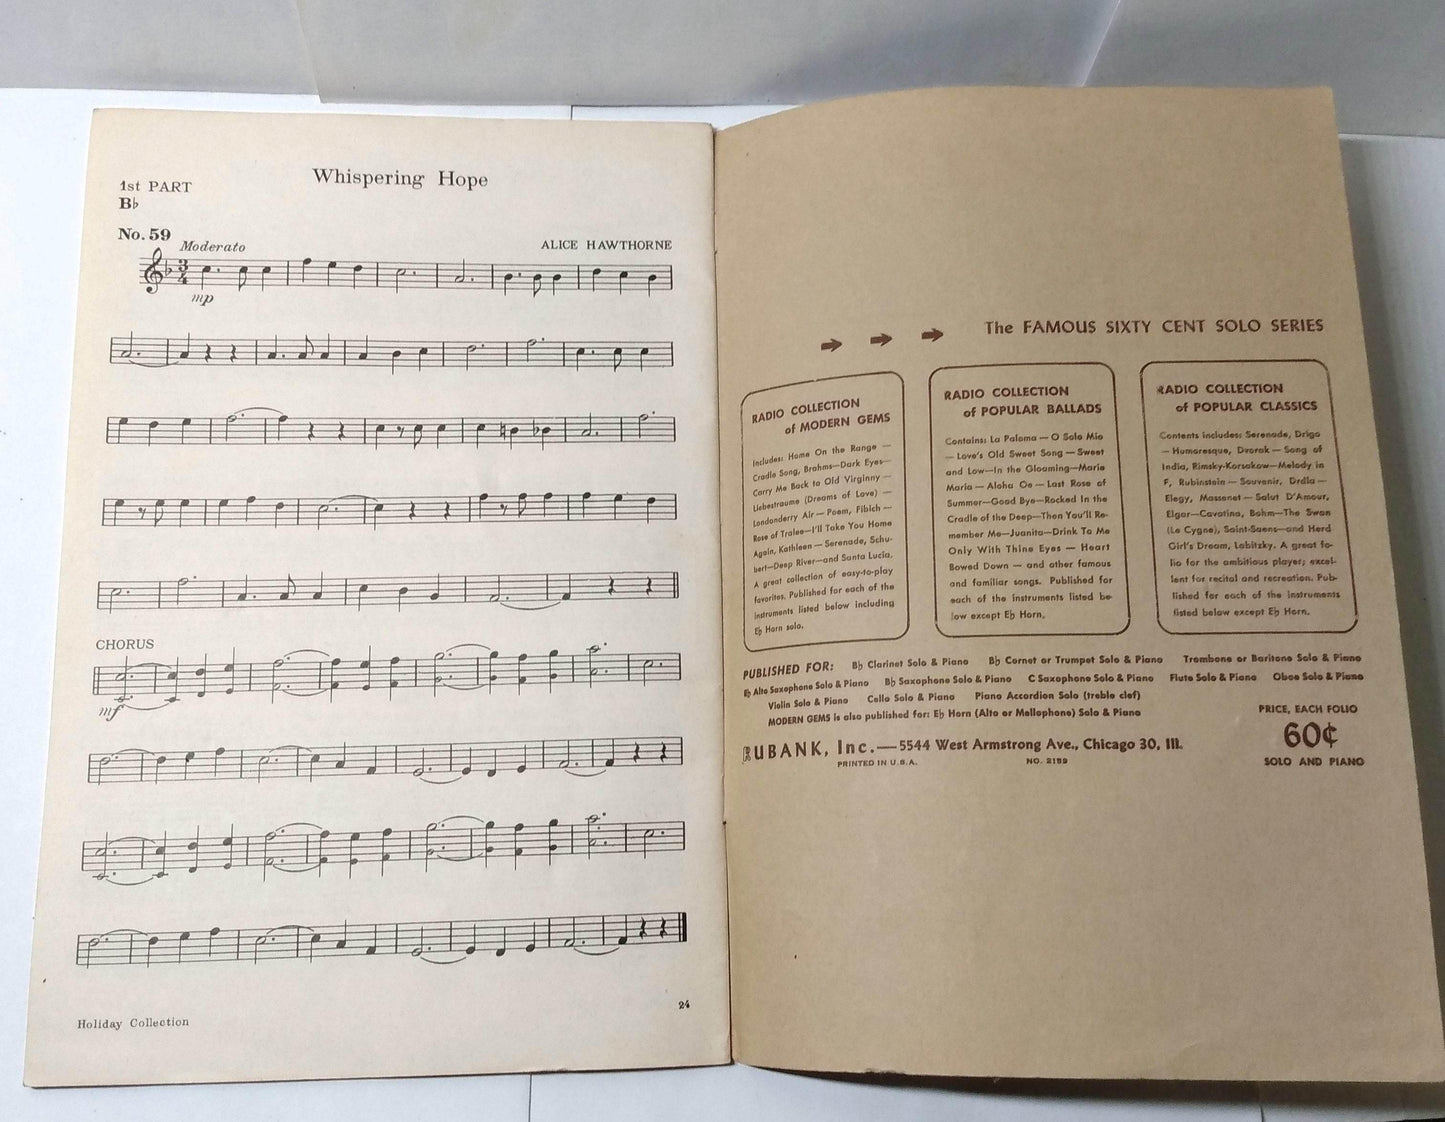 Whispering Hope
1st PART
B♭
No. 59
Moderato
ALICE HAWTHORNE
3
4
mp
CHORUS
mf
24
Holiday Collection
The FAMOUS SIXTY CENT SOLO SERIES
RADIO COLLECTION
of MODERN GEMS
Includes: Home On the Range —
Cradle Song, Brahms—Dark Eyes—
Carry Me Back to Old Virginny —
Liebestraume (Dreams of Love) —
Londonderry Air — Poem, Fibich —
Rose of Tralee—I'll Take You Home
Again, Kathleen — Serenade, Schu-
bert—Deep River—and Santa Lucia.
A great collection of easy-to-play
favorites. Published for each of the
instruments listed below including
E♭ Horn solo.
RADIO COLLECTION
of POPULAR BALLADS
Contains: La Paloma — O Solo Mio
— Love's Old Sweet Song — Sweet
and Low—In the Gloaming—Marie
Maria — Aloha Oe — Last Rose of
Summer—Good Bye—Rocked In the
Cradle of the Deep—Then You'll Re-
member Me—Juanita—Drink To Me
Only With Thine Eyes — Heart
Bowed Down — and other famous
and familiar songs. Published for
each of the instruments listed be-
low except E♭ Horn.
RADIO COLLECTION
of POPULAR CLASSICS
Contents includes: Serenade, Drigo
— Humoresque, Dvorak — Song of
India, Rimsky-Korsakow—Melody in
F, Rubinstein — Souvenir, Drdla —
Elegy, Massenet — Salut D'Amour,
Elgar—Cavatina, Bohm—The Swan
(Le Cygne), Saint-Saens—and Herd
Girl's Dream, Labitzky. A great fo-
lio for the ambitious player; excel-
lent for recital and recreation. Pub-
lished for each of the instruments
listed below except E♭ Horn.
PUBLISHED FOR: B♭ Clarinet Solo & Piano B♭ Cornet or Trumpet Solo & Piano Trombone or Baritone Solo & Piano
E♭ Alto Saxophone Solo & Piano B♭ Saxophone Solo & Piano C Saxophone Solo & Piano Flute Solo & Piano Oboe Solo & Piano
Violin Solo & Piano Cello Solo & Piano Piano Accordion Solo (treble clef)
MODERN GEMS is also published for: E♭ Horn (Alto or Mellophone) Solo & Piano
RUBANK, Inc.—5544 West Armstrong Ave., Chicago 30, Ill.
PRINTED IN U.S.A. NO. 2159
PRICE, EACH FOLIO
60¢
SOLO AND PIANO